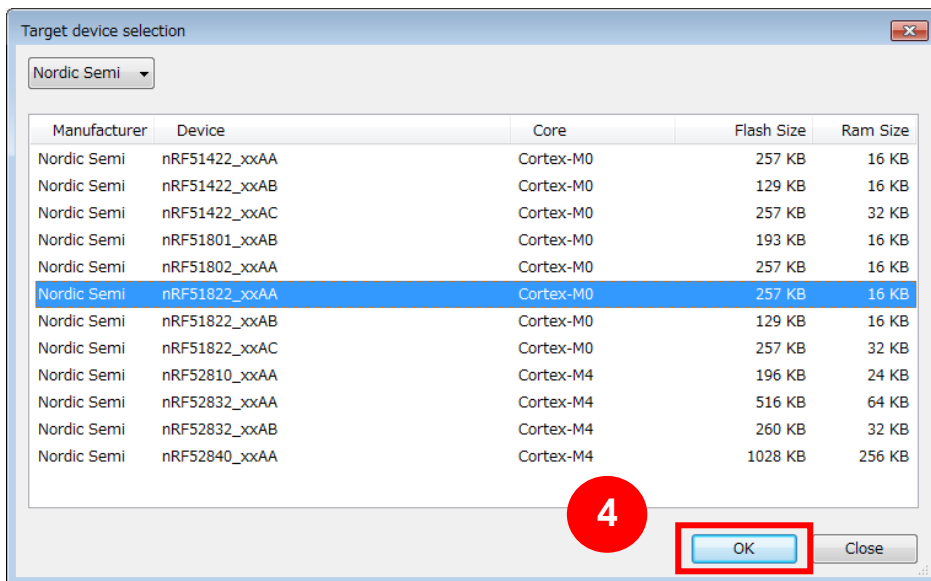 Target device selection
Nordic Semi
Manufacturer Device Core Flash Size Ram Size
Nordic Semi nRF51422_xxAA Cortex-M0 257 KB 16 KB
Nordic Semi nRF51422_xxAB Cortex-M0 129 KB 16 KB
Nordic Semi nRF51422_xxAC Cortex-M0 257 KB 32 KB
Nordic Semi nRF51801_xxAB Cortex-M0 193 KB 16 KB
Nordic Semi nRF51802_xxAA Cortex-M0 257 KB 16 KB
Nordic Semi nRF51822_xxAA Cortex-M0 257 KB 16 KB
Nordic Semi nRF51822_xxAB Cortex-M0 129 KB 16 KB
Nordic Semi nRF51822_xxAC Cortex-M0 257 KB 32 KB
Nordic Semi nRF52810_xxAA Cortex-M4 196 KB 24 KB
Nordic Semi nRF52832_xxAA Cortex-M4 516 KB 64 KB
Nordic Semi nRF52832_xxAB Cortex-M4 260 KB 32 KB
Nordic Semi nRF52840_xxAA Cortex-M4 1028 KB 256 KB
4
OK Close